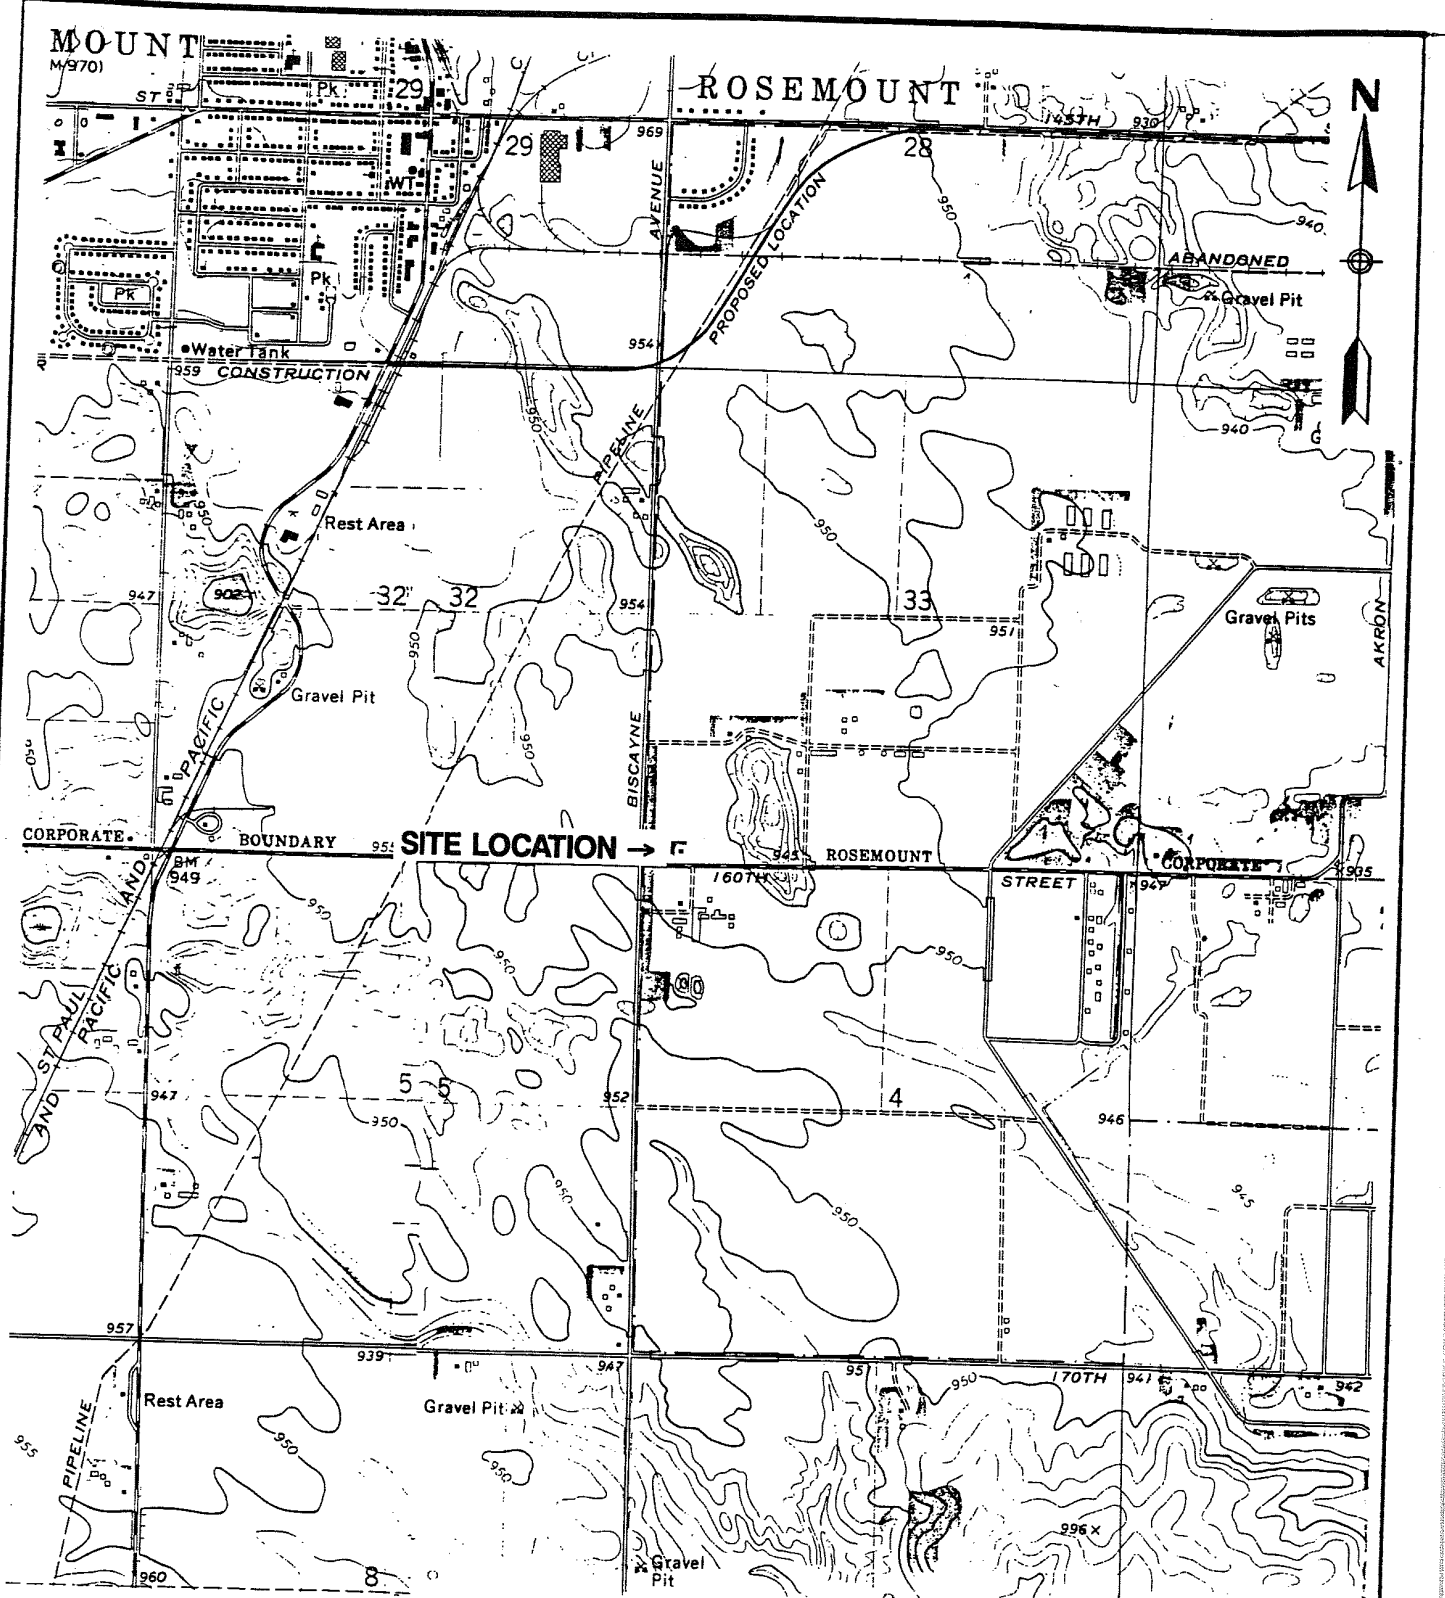 MOUNT
M-9701
ROSEMOUNT
N
Pk
29
ST
145TH
930
969
29
28
WT
AVENUE
PROPOSED LOCATION
950
940
ABANDONED
Pk
Pk
Gravel Pit
Water Tank
954
959
CONSTRUCTION
950
PIPELINE
940
G
950
Rest Area
950
947
902
32
32
954
33
951
Gravel Pits
AKRON
950
Gravel Pit
PACIFIC
950
950
BISCAYNE
CORPORATE
BOUNDARY
SITE LOCATION →
945
ROSEMOUNT
CORPORATE
BM
949
160TH
STREET
947
×935
AND
950
950
950
ST PAUL
PACIFIC
AND
5
5
947
952
4
946
950
950
950
945
957
939
947
951
170TH
941
942
950
Rest Area
Gravel Pit
955
PIPELINE
950
950
996×
960
8
Gravel
Pit